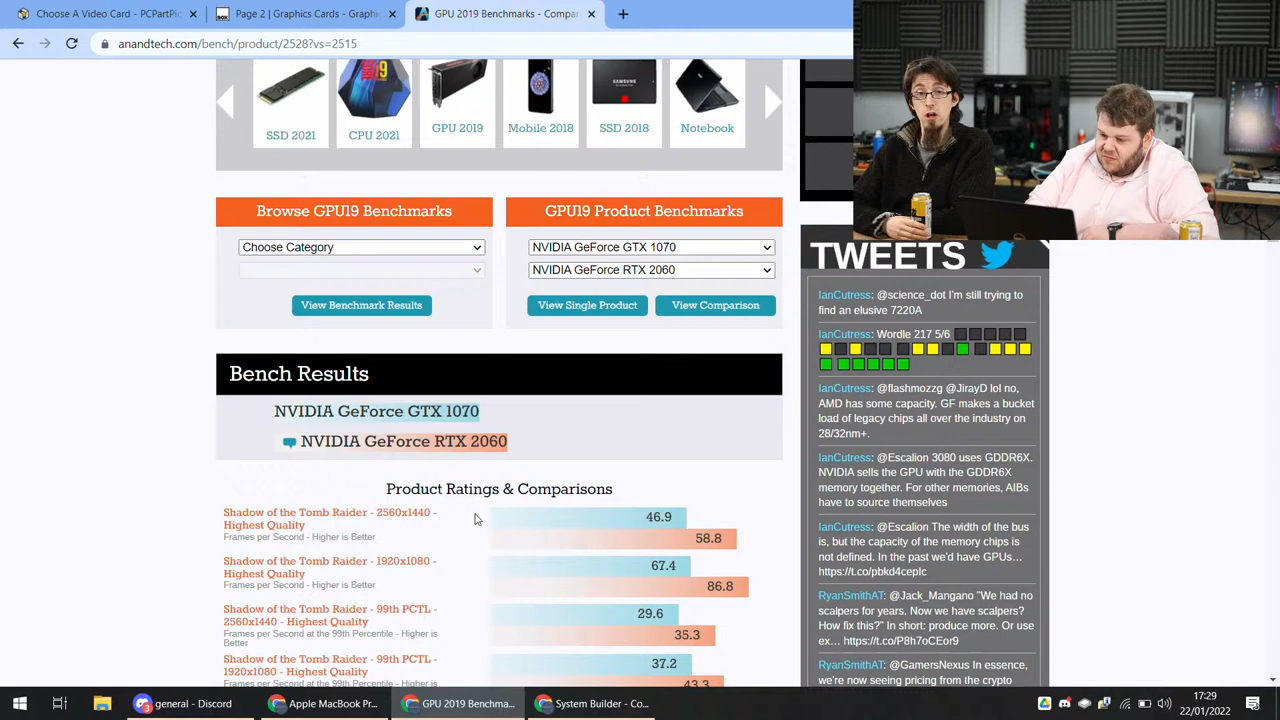 Choose A Video Card - PCPartPic
Page 2 | Graphics Cards - Graphi
GPU 2019 Benchmarks - Compar
anandtech.com/bench/product/2528?vs=2515
SSD 2021
CPU 2021
GPU 2019
Mobile 2018
SSD 2018
Notebook
Browse GPU19 Benchmarks
Choose Category
View Benchmark Results
GPU19 Product Benchmarks
NVIDIA GeForce GTX 1070
NVIDIA GeForce RTX 2060
View Single Product
View Comparison
Bench Results
NVIDIA GeForce GTX 1070
NVIDIA GeForce RTX 2060
Product Ratings & Comparisons
Shadow of the Tomb Raider - 2560x1440 -
Highest Quality
Frames per Second - Higher is Better
46.9
58.8
Shadow of the Tomb Raider - 1920x1080 -
Highest Quality
Frames per Second - Higher is Better
67.4
86.8
Shadow of the Tomb Raider - 99th PCTL -
2560x1440 - Highest Quality
Frames per Second at the 99th Percentile - Higher is
Better
29.6
35.3
Shadow of the Tomb Raider - 99th PCTL -
1920x1080 - Highest Quality
Frames per Second at the 99th Percentile - Higher is
37.2
43.3
TWEETS
IanCutress: @science_dot I'm still trying to
find an elusive 7220A
IanCutress: Wordle 217 5/6
IanCutress: @flashmozzg @JirayD lol no,
AMD has some capacity. GF makes a bucket
load of legacy chips all over the industry on
28/32nm+.
IanCutress: @Escalion 3080 uses GDDR6X.
NVIDIA sells the GPU with the GDDR6X
memory together. For other memories, AIBs
have to source themselves
IanCutress: @Escalion The width of the bus
is, but the capacity of the memory chips is
not defined. In the past we'd have GPUs…
https://t.co/pbkd4cepIc
RyanSmithAT: @Jack_Mangano "We had no
scalpers for years. Now we have scalpers?
How fix this?" In short: produce more. Or use
ex… https://t.co/P8h7oCEor9
RyanSmithAT: @GamersNexus In essence,
we're now seeing pricing from the crypto
general - Discord
Apple MacBook Pr...
GPU 2019 Benchma...
System Builder - Co...
17:29
22/01/2022